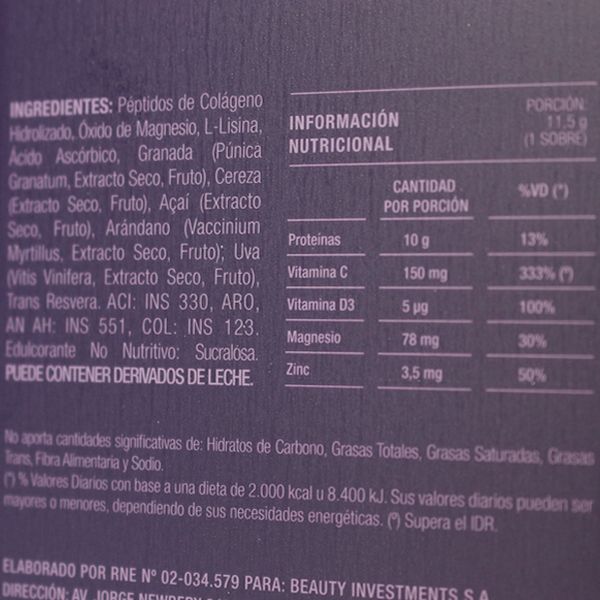 INGREDIENTES: Péptidos de Colágeno
Hidrolizado, Óxido de Magnesio, L-Lisina,
Ácido Ascórbico, Granada (Púnica
Granatum, Extracto Seco, Fruto), Cereza
(Extracto Seco, Fruto), Açaí (Extracto
Seco, Fruto), Arándano (Vaccinium
Myrtillus, Extracto Seco, Fruto); Uva
(Vitis Vinifera, Extracto Seco, Fruto),
Trans Resvera. ACI: INS 330, ARO,
AN AH: INS 551, COL: INS 123.
Edulcorante No Nutritivo: Sucralosa.
PUEDE CONTENER DERIVADOS DE LECHE.
INFORMACIÓN
NUTRICIONAL
PORCIÓN:
11,5 g
(1 SOBRE)
CANTIDAD
POR PORCIÓN
%VD (*)
Proteínas 10 g 13%
Vitamina C 150 mg 333% (*)
Vitamina D3 5 µg 100%
Magnesio 78 mg 30%
Zinc 3,5 mg 50%
No aporta cantidades significativas de: Hidratos de Carbono, Grasas Totales, Grasas Saturadas, Grasas
Trans, Fibra Alimentaria y Sodio.
(*) % Valores Diarios con base a una dieta de 2.000 kcal u 8.400 kJ. Sus valores diarios pueden ser
mayores o menores, dependiendo de sus necesidades energéticas. (*) Supera el IDR.
ELABORADO POR RNE Nº 02-034.579 PARA: BEAUTY INVESTMENTS S.A.
DIRECCIÓN: AV. JORGE NEWBERY